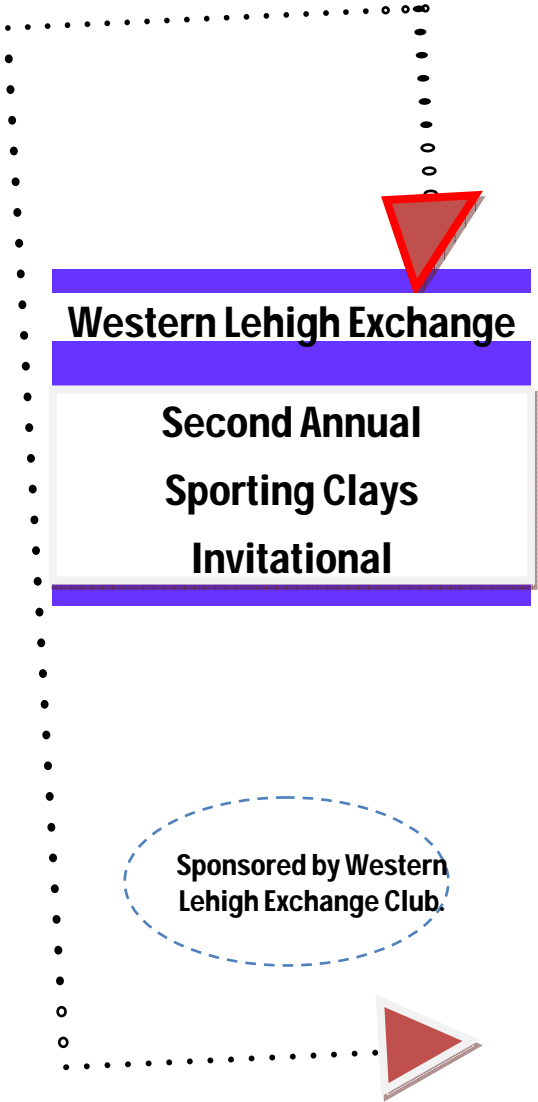 Western Lehigh Exchange
Second Annual
Sporting Clays
Invitational
Sponsored by Western
Lehigh Exchange Club.